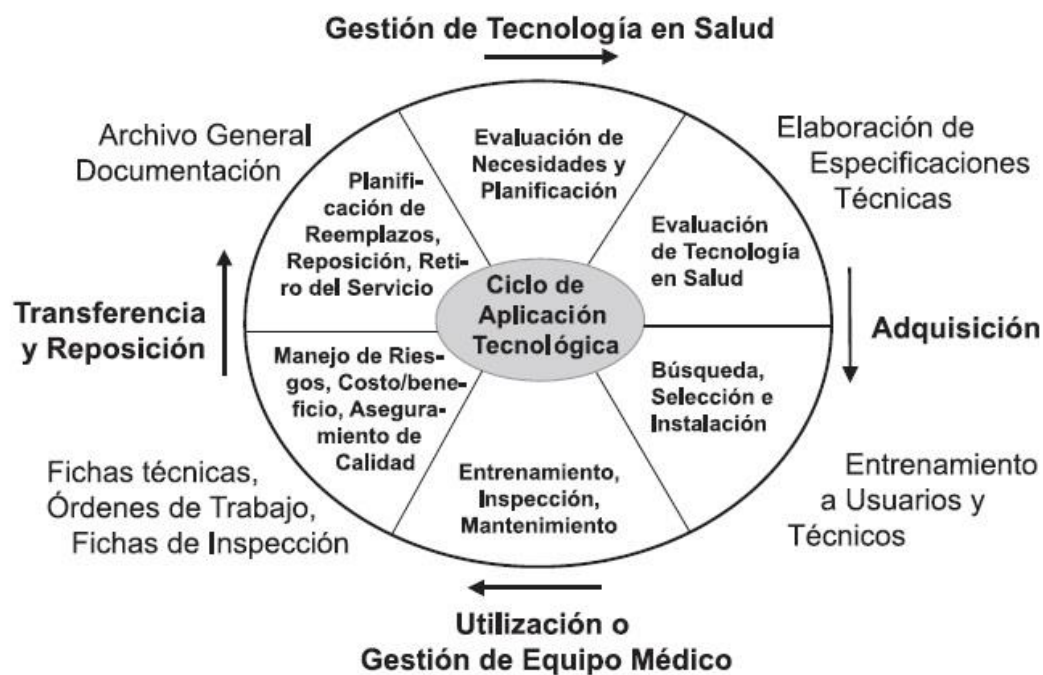 Gestión de Tecnología en Salud
Archivo General
Documentación
Evaluación de
Necesidades y
Planificación
Elaboración de
Especificaciones
Técnicas
Planifi-
cación de
Reemplazos,
Reposición, Reti-
ro del Servicio
Evaluación
de Tecnología
en Salud
Ciclo de
Aplicación
Tecnológica
Transferencia
y Reposición
Adquisición
Manejo de Ries-
gos, Costo/bene-
ficio, Asegura-
miento de
Calidad
Búsqueda,
Selección e
Instalación
Entrenamiento,
Inspección,
Mantenimiento
Fichas técnicas,
Órdenes de Trabajo,
Fichas de Inspección
Entrenamiento
a Usuarios y
Técnicos
Utilización o
Gestión de Equipo Médico